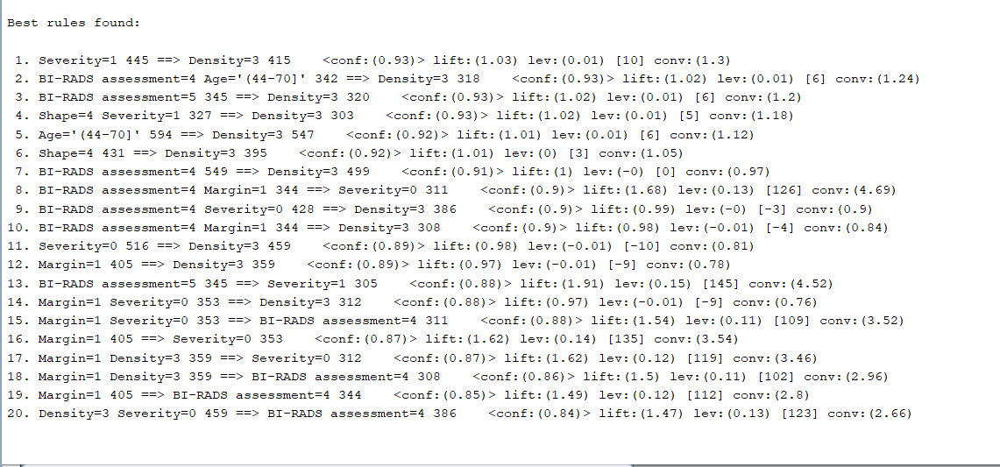 Best rules found:
1. Severity=1 445 ==> Density=3 415    <conf:(0.93)> lift:(1.03) lev:(0.01) [10] conv:(1.3)
2. BI-RADS assessment=4 Age='(44-70]' 342 ==> Density=3 318    <conf:(0.93)> lift:(1.02) lev:(0.01) [6] conv:(1.24)
3. BI-RADS assessment=5 345 ==> Density=3 320    <conf:(0.93)> lift:(1.02) lev:(0.01) [6] conv:(1.2)
4. Shape=4 Severity=1 327 ==> Density=3 303    <conf:(0.93)> lift:(1.02) lev:(0.01) [5] conv:(1.18)
5. Age='(44-70]' 594 ==> Density=3 547    <conf:(0.92)> lift:(1.01) lev:(0.01) [6] conv:(1.12)
6. Shape=4 431 ==> Density=3 395    <conf:(0.92)> lift:(1.01) lev:(0) [3] conv:(1.05)
7. BI-RADS assessment=4 549 ==> Density=3 499    <conf:(0.91)> lift:(1) lev:(-0) [0] conv:(0.97)
8. BI-RADS assessment=4 Margin=1 344 ==> Severity=0 311    <conf:(0.9)> lift:(1.68) lev:(0.13) [126] conv:(4.69)
9. BI-RADS assessment=4 Severity=0 428 ==> Density=3 386    <conf:(0.9)> lift:(0.99) lev:(-0) [-3] conv:(0.9)
10. BI-RADS assessment=4 Margin=1 344 ==> Density=3 308    <conf:(0.9)> lift:(0.98) lev:(-0.01) [-4] conv:(0.84)
11. Severity=0 516 ==> Density=3 459    <conf:(0.89)> lift:(0.98) lev:(-0.01) [-10] conv:(0.81)
12. Margin=1 405 ==> Density=3 359    <conf:(0.89)> lift:(0.97) lev:(-0.01) [-9] conv:(0.78)
13. BI-RADS assessment=5 345 ==> Severity=1 305    <conf:(0.88)> lift:(1.91) lev:(0.15) [145] conv:(4.52)
14. Margin=1 Severity=0 353 ==> Density=3 312    <conf:(0.88)> lift:(0.97) lev:(-0.01) [-9] conv:(0.76)
15. Margin=1 Severity=0 353 ==> BI-RADS assessment=4 311    <conf:(0.88)> lift:(1.54) lev:(0.11) [109] conv:(3.52)
16. Margin=1 405 ==> Severity=0 353    <conf:(0.87)> lift:(1.62) lev:(0.14) [135] conv:(3.54)
17. Margin=1 Density=3 359 ==> Severity=0 312    <conf:(0.87)> lift:(1.62) lev:(0.12) [119] conv:(3.46)
18. Margin=1 Density=3 359 ==> BI-RADS assessment=4 308    <conf:(0.86)> lift:(1.5) lev:(0.11) [102] conv:(2.96)
19. Margin=1 405 ==> BI-RADS assessment=4 344    <conf:(0.85)> lift:(1.49) lev:(0.12) [112] conv:(2.8)
20. Density=3 Severity=0 459 ==> BI-RADS assessment=4 386    <conf:(0.84)> lift:(1.47) lev:(0.13) [123] conv:(2.66)